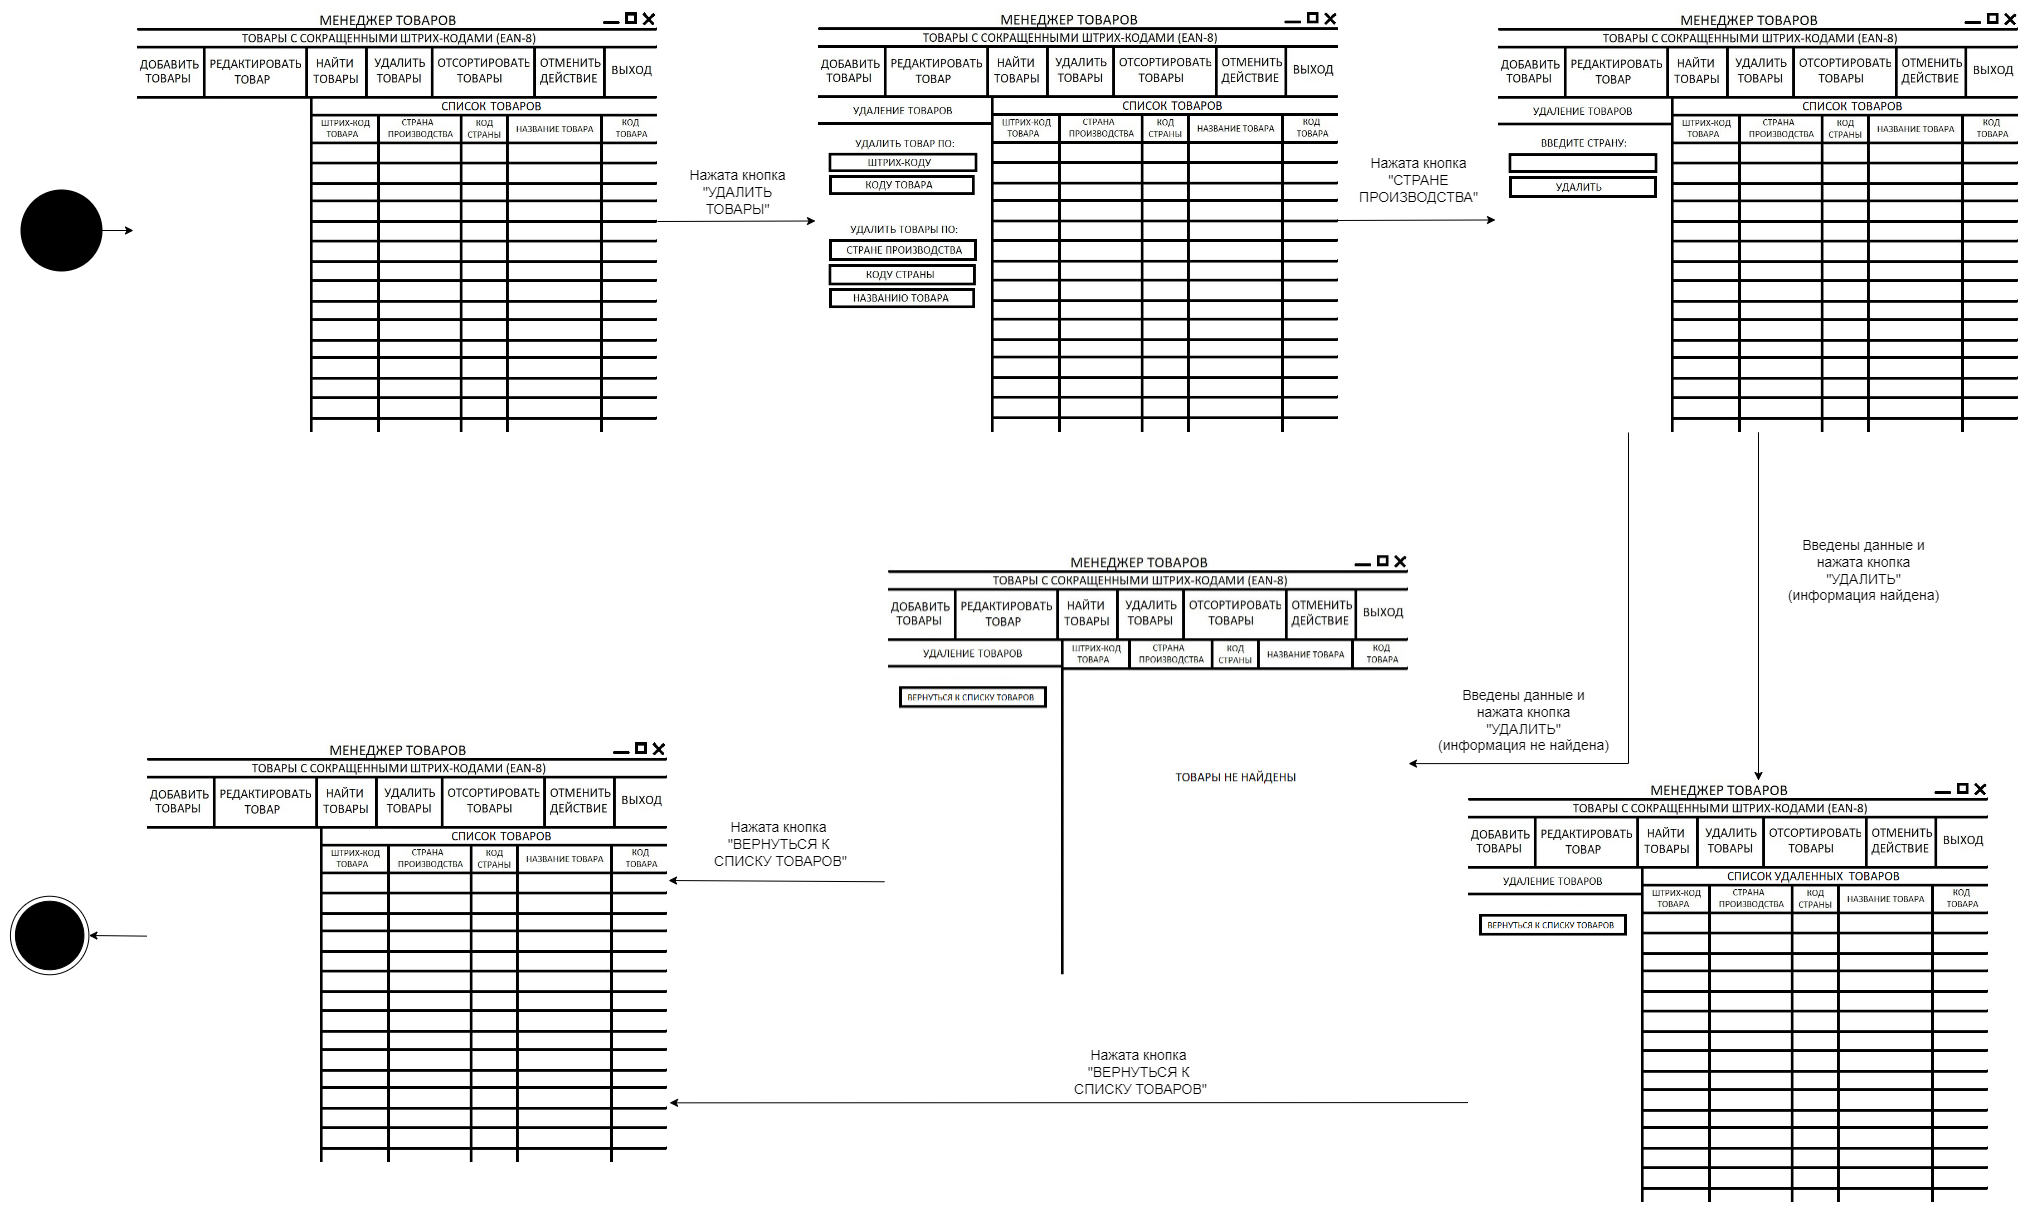 МЕНЕДЖЕР ТОВАРОВ
ТОВАРЫ С СОКРАЩЕННЫМИ ШТРИХ-КОДАМИ (EAN-8)
ДОБАВИТЬ ТОВАРЫ
РЕДАКТИРОВАТЬ ТОВАР
НАЙТИ ТОВАРЫ
УДАЛИТЬ ТОВАРЫ
ОТСОРТИРОВАТЬ ТОВАРЫ
ОТМЕНИТЬ ДЕЙСТВИЕ
ВЫХОД
СПИСОК ТОВАРОВ
ШТРИХ-КОД ТОВАРА
СТРАНА ПРОИЗВОДСТВА
КОД СТРАНЫ
НАЗВАНИЕ ТОВАРА
КОД ТОВАРА
Нажата кнопка
"УДАЛИТЬ
ТОВАРЫ"
МЕНЕДЖЕР ТОВАРОВ
ТОВАРЫ С СОКРАЩЕННЫМИ ШТРИХ-КОДАМИ (EAN-8)
ДОБАВИТЬ ТОВАРЫ
РЕДАКТИРОВАТЬ ТОВАР
НАЙТИ ТОВАРЫ
УДАЛИТЬ ТОВАРЫ
ОТСОРТИРОВАТЬ ТОВАРЫ
ОТМЕНИТЬ ДЕЙСТВИЕ
ВЫХОД
УДАЛЕНИЕ ТОВАРОВ
УДАЛИТЬ ТОВАР ПО:
ШТРИХ-КОДУ
КОДУ ТОВАРА
УДАЛИТЬ ТОВАРЫ ПО:
СТРАНЕ ПРОИЗВОДСТВА
КОДУ СТРАНЫ
НАЗВАНИЮ ТОВАРА
СПИСОК ТОВАРОВ
ШТРИХ-КОД ТОВАРА
СТРАНА ПРОИЗВОДСТВА
КОД СТРАНЫ
НАЗВАНИЕ ТОВАРА
КОД ТОВАРА
Нажата кнопка
"СТРАНЕ
ПРОИЗВОДСТВА"
МЕНЕДЖЕР ТОВАРОВ
ТОВАРЫ С СОКРАЩЕННЫМИ ШТРИХ-КОДАМИ (EAN-8)
ДОБАВИТЬ ТОВАРЫ
РЕДАКТИРОВАТЬ ТОВАР
НАЙТИ ТОВАРЫ
УДАЛИТЬ ТОВАРЫ
ОТСОРТИРОВАТЬ ТОВАРЫ
ОТМЕНИТЬ ДЕЙСТВИЕ
ВЫХОД
УДАЛЕНИЕ ТОВАРОВ
ВВЕДИТЕ СТРАНУ:
УДАЛИТЬ
СПИСОК ТОВАРОВ
ШТРИХ-КОД ТОВАРА
СТРАНА ПРОИЗВОДСТВА
КОД СТРАНЫ
НАЗВАНИЕ ТОВАРА
КОД ТОВАРА
Введены данные и
нажата кнопка
"УДАЛИТЬ"
(информация найдена)
Введены данные и
нажата кнопка
"УДАЛИТЬ"
(информация не найдена)
МЕНЕДЖЕР ТОВАРОВ
ТОВАРЫ С СОКРАЩЕННЫМИ ШТРИХ-КОДАМИ (EAN-8)
ДОБАВИТЬ ТОВАРЫ
РЕДАКТИРОВАТЬ ТОВАР
НАЙТИ ТОВАРЫ
УДАЛИТЬ ТОВАРЫ
ОТСОРТИРОВАТЬ ТОВАРЫ
ОТМЕНИТЬ ДЕЙСТВИЕ
ВЫХОД
УДАЛЕНИЕ ТОВАРОВ
ВЕРНУТЬСЯ К СПИСКУ ТОВАРОВ
ШТРИХ-КОД ТОВАРА
СТРАНА ПРОИЗВОДСТВА
КОД СТРАНЫ
НАЗВАНИЕ ТОВАРА
КОД ТОВАРА
ТОВАРЫ НЕ НАЙДЕНЫ
Нажата кнопка
"ВЕРНУТЬСЯ К
СПИСКУ ТОВАРОВ"
МЕНЕДЖЕР ТОВАРОВ
ТОВАРЫ С СОКРАЩЕННЫМИ ШТРИХ-КОДАМИ (EAN-8)
ДОБАВИТЬ ТОВАРЫ
РЕДАКТИРОВАТЬ ТОВАР
НАЙТИ ТОВАРЫ
УДАЛИТЬ ТОВАРЫ
ОТСОРТИРОВАТЬ ТОВАРЫ
ОТМЕНИТЬ ДЕЙСТВИЕ
ВЫХОД
УДАЛЕНИЕ ТОВАРОВ
ВЕРНУТЬСЯ К СПИСКУ ТОВАРОВ
СПИСОК УДАЛЕННЫХ ТОВАРОВ
ШТРИХ-КОД ТОВАРА
СТРАНА ПРОИЗВОДСТВА
КОД СТРАНЫ
НАЗВАНИЕ ТОВАРА
КОД ТОВАРА
Нажата кнопка
"ВЕРНУТЬСЯ К
СПИСКУ ТОВАРОВ"
МЕНЕДЖЕР ТОВАРОВ
ТОВАРЫ С СОКРАЩЕННЫМИ ШТРИХ-КОДАМИ (EAN-8)
ДОБАВИТЬ ТОВАРЫ
РЕДАКТИРОВАТЬ ТОВАР
НАЙТИ ТОВАРЫ
УДАЛИТЬ ТОВАРЫ
ОТСОРТИРОВАТЬ ТОВАРЫ
ОТМЕНИТЬ ДЕЙСТВИЕ
ВЫХОД
СПИСОК ТОВАРОВ
ШТРИХ-КОД ТОВАРА
СТРАНА ПРОИЗВОДСТВА
КОД СТРАНЫ
НАЗВАНИЕ ТОВАРА
КОД ТОВАРА